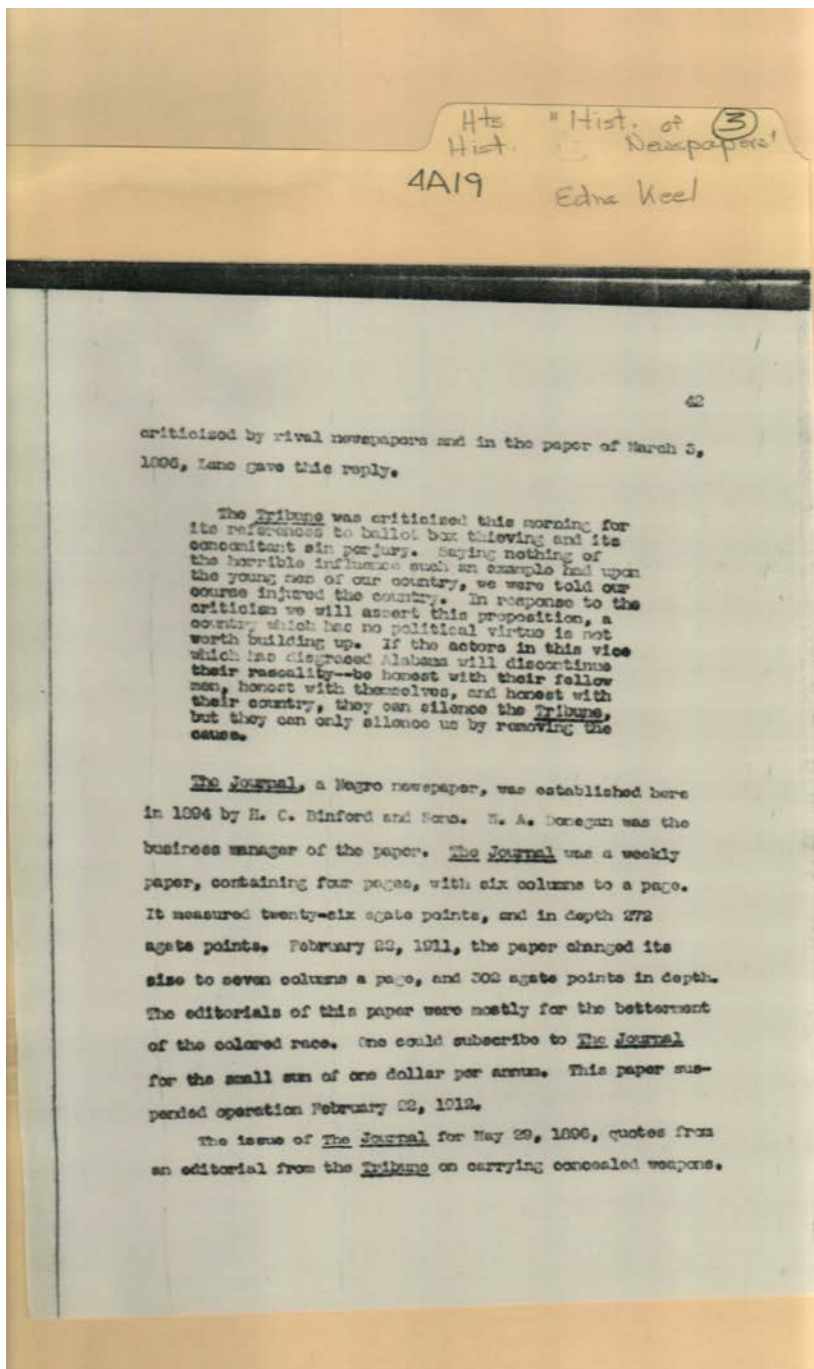 Hts "Hist. of ③
Hist. Newspapers'
4A19
Edna Keel
42
criticised by rival newspapers and in the paper of March 3,
1896, Lane gave this reply.
The Tribune was criticised this morning for
its references to ballot box thieving and its
concomitant sin perjury. Saying nothing of
the horrible influence such an example had upon
the young men of our country, we were told our
course injured the country. In response to the
criticism we will assert this proposition, a
country which has no political virtue is not
worth building up. If the actors in this vice
which has disgraced Alabama will discontinue
their rascality--be honest with their fellow
men, honest with themselves, and honest with
their country, they can silence the Tribune,
but they can only silence us by removing the
cause.
The Journal, a Negro newspaper, was established here
in 1894 by H. C. Binford and Sons. H. A. Donegan was the
business manager of the paper. The Journal was a weekly
paper, containing four pages, with six columns to a page.
It measured twenty-six agate points, and in depth 272
agate points. February 22, 1911, the paper changed its
size to seven columns a page, and 302 agate points in depth.
The editorials of this paper were mostly for the betterment
of the colored race. One could subscribe to The Journal
for the small sum of one dollar per annum. This paper sus-
pended operation February 22, 1912.
The issue of The Journal for May 29, 1896, quotes from
an editorial from the Tribune on carrying concealed weapons.